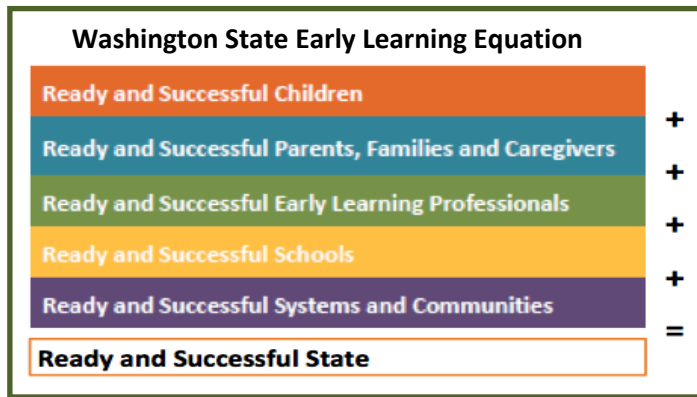 Washington State Early Learning Equation
Ready and Successful Children
+
Ready and Successful Parents, Families and Caregivers
+
Ready and Successful Early Learning Professionals
+
Ready and Successful Schools
+
Ready and Successful Systems and Communities
=
Ready and Successful State